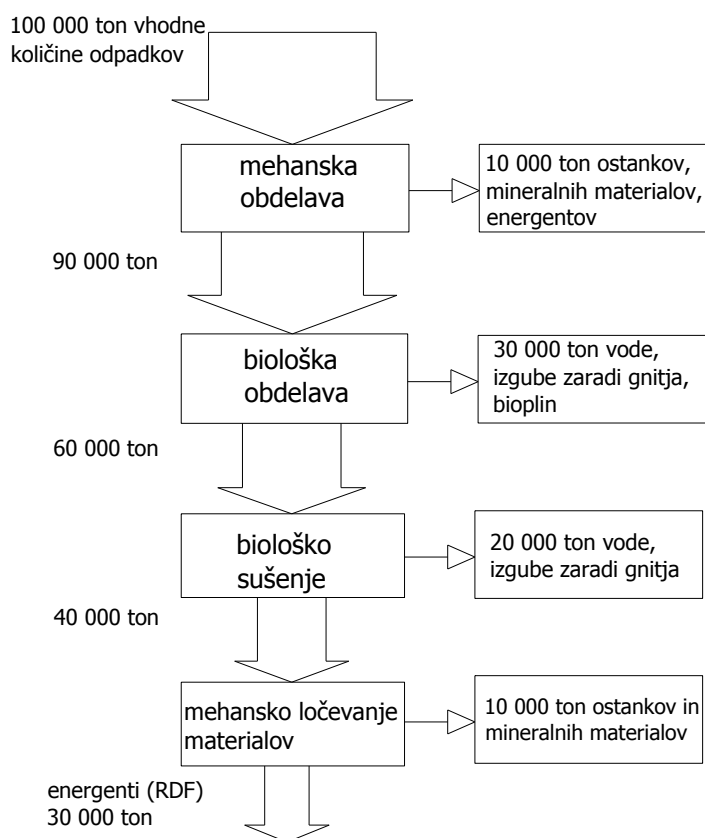 100 000 ton vhodne
količine odpadkov
mehanska
obdelava
10 000 ton ostankov,
mineralnih materialov,
energentov
90 000 ton
biološka
obdelava
30 000 ton vode,
izgube zaradi gnitja,
bioplin
60 000 ton
biološko
sušenje
20 000 ton vode,
izgube zaradi gnitja
40 000 ton
mehansko ločevanje
materialov
10 000 ton ostankov in
mineralnih materialov
energenti (RDF)
30 000 ton